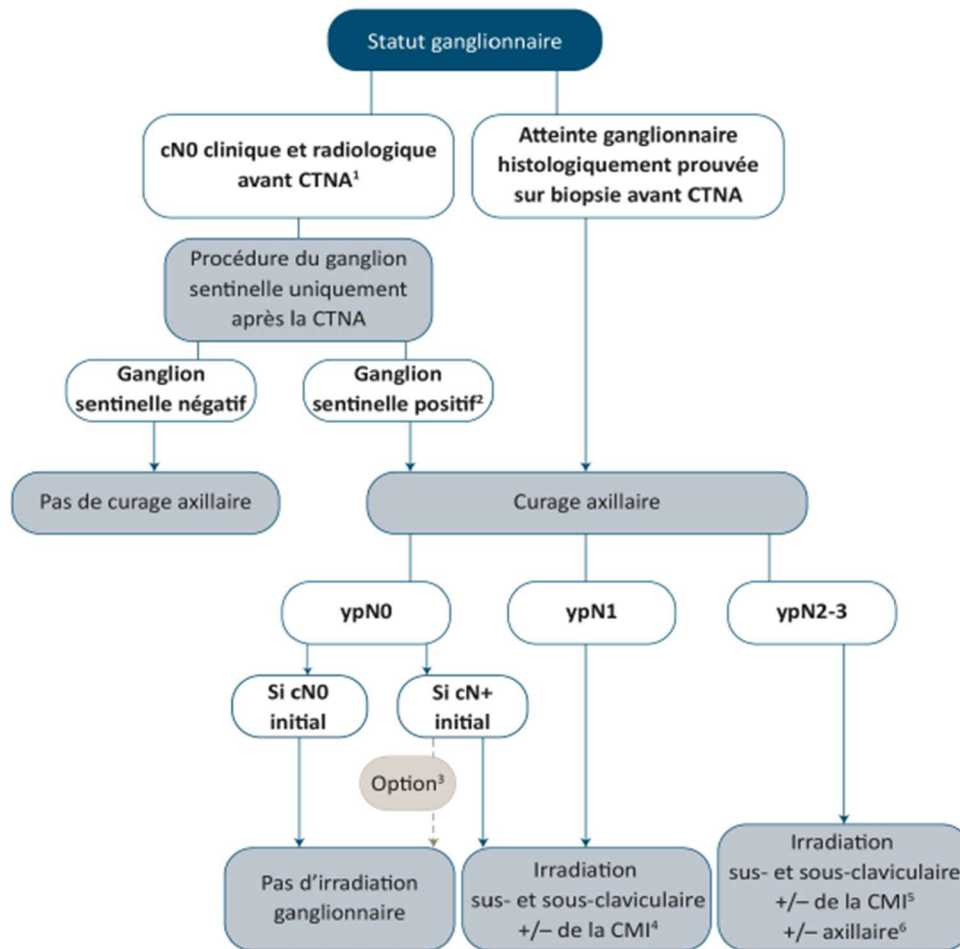 Statut ganglionnaire
cN0 clinique et radiologique
avant CTNA¹
Atteinte ganglionnaire
histologiquement prouvée
sur biopsie avant CTNA
Procédure du ganglion
sentinelle uniquement
après la CTNA
Ganglion
sentinelle négatif
Ganglion
sentinelle positif²
Pas de curage axillaire
Curage axillaire
ypN0
ypN1
ypN2-3
Si cN0
initial
Si cN+
initial
Option³
Pas d’irradiation
ganglionnaire
Irradiation
sus- et sous-claviculaire
+/– de la CMI⁴
Irradiation
sus- et sous-claviculaire
+/– de la CMI⁵
+/– axillaire⁶